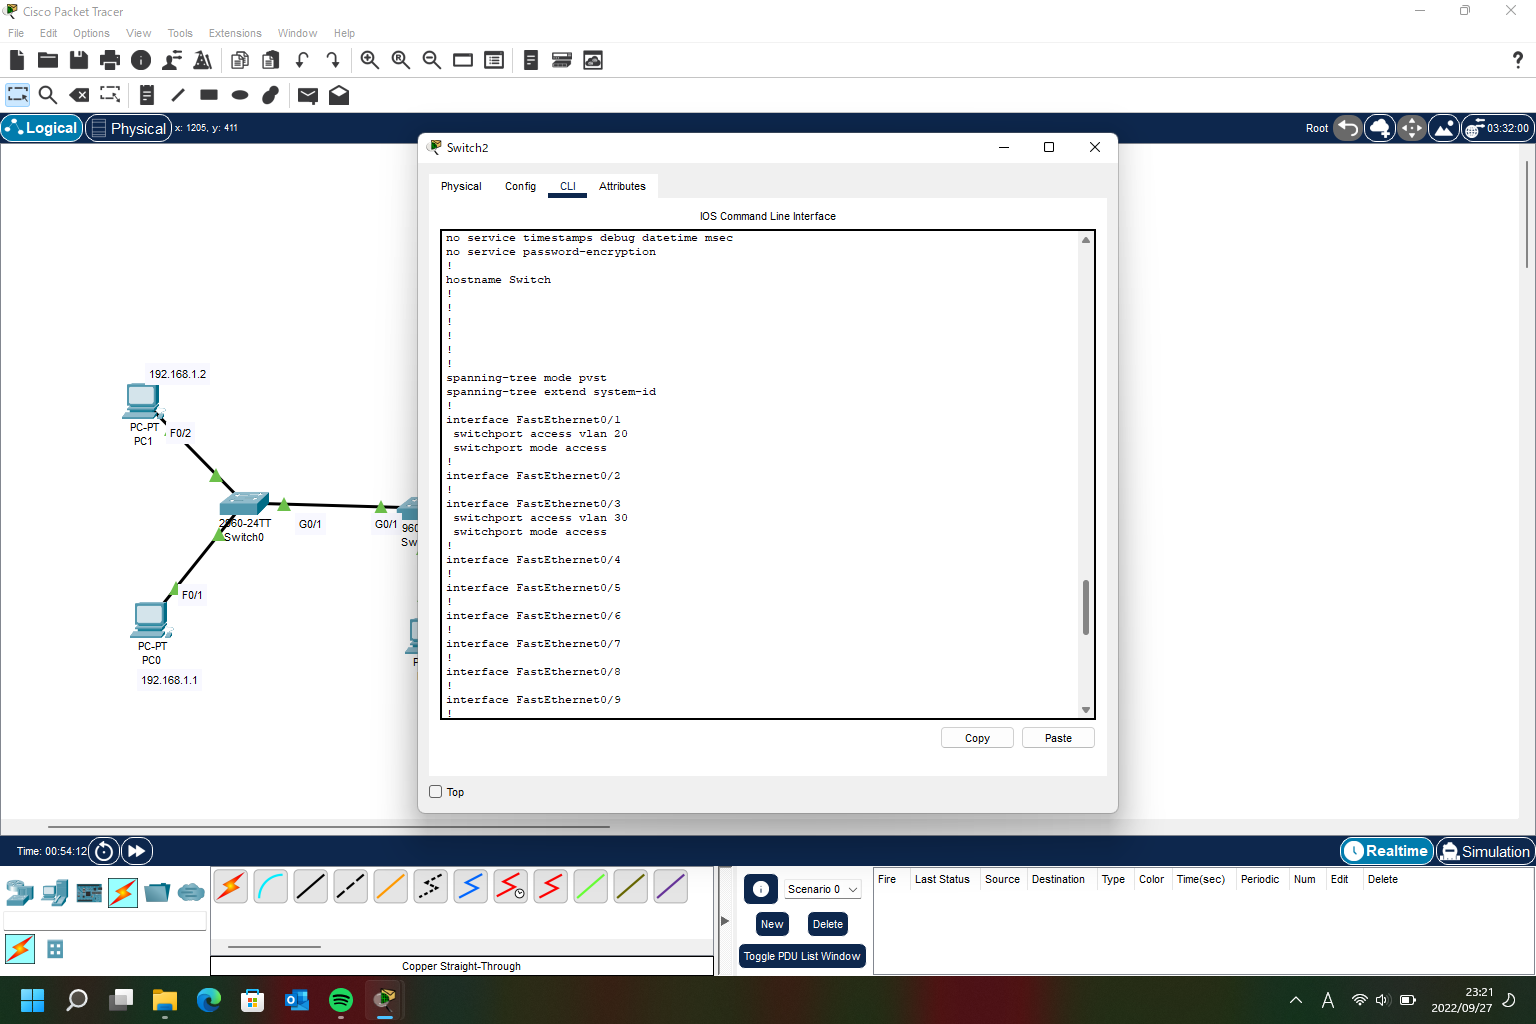 Cisco Packet Tracer
File Edit Options View Tools Extensions Window Help
Logical Physical x: 1205, y: 411
Root 03:32:00
Switch2
Physical Config CLI Attributes
IOS Command Line Interface
no service timestamps debug datetime msec
no service password-encryption
!
hostname Switch
!
!
!
!
!
!
spanning-tree mode pvst
spanning-tree extend system-id
!
interface FastEthernet0/1
switchport access vlan 20
switchport mode access
!
interface FastEthernet0/2
!
interface FastEthernet0/3
switchport access vlan 30
switchport mode access
!
interface FastEthernet0/4
!
interface FastEthernet0/5
!
interface FastEthernet0/6
!
interface FastEthernet0/7
!
interface FastEthernet0/8
!
interface FastEthernet0/9
!
Copy Paste
Top
192.168.1.2
PC-PT
PC1
F0/2
2960-24TT
Switch0
G0/1
G0/1
960
Sw
F0/1
PC-PT
PC0
192.168.1.1
P
Time: 00:54:12
Realtime Simulation
Scenario 0
New Delete
Toggle PDU List Window
Fire Last Status Source Destination Type Color Time(sec) Periodic Num Edit Delete
Copper Straight-Through
A
23:21
2022/09/27